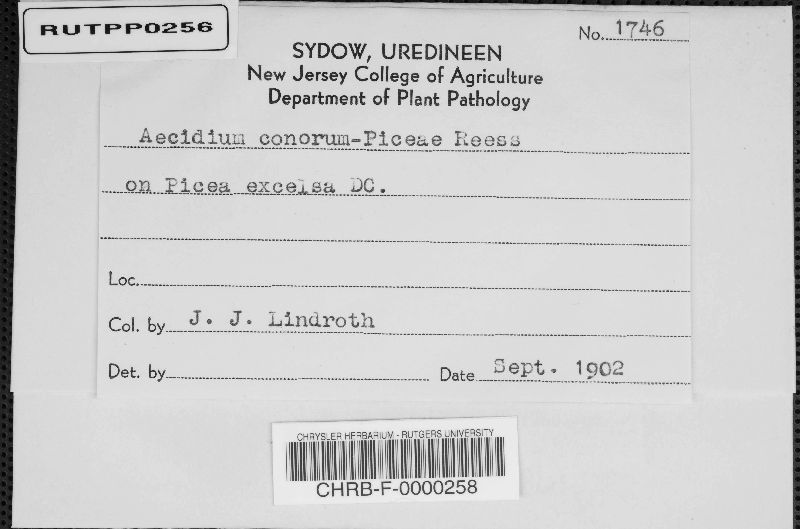 RUTPP0256
No. 1746
SYDOW, UREDINEEN
New Jersey College of Agriculture
Department of Plant Pathology
Aecidium conorum-Piceae Reess
on Picea excelsa DC.
Loc.
Col. by J. J. Lindroth
Det. by
Date Sept. 1902
CHRYSLER HERBARIUM - RUTGERS UNIVERSITY
CHRB-F-0000258